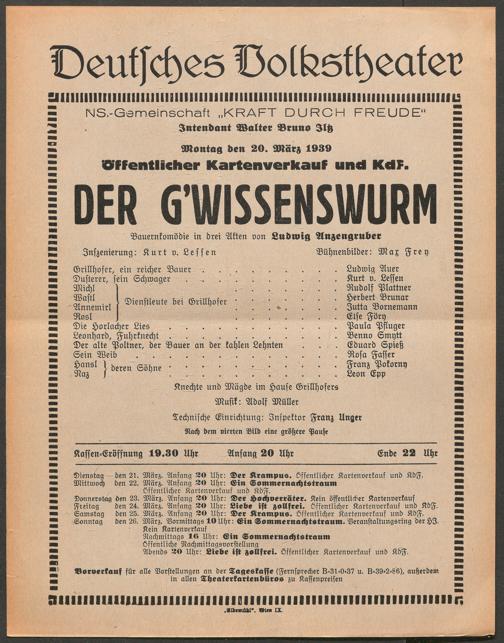 Deutsches Volkstheater
NS.-Gemeinschaft „KRAFT DURCH FREUDE“
Intendant Walter Bruno Iltz
Montag den 20. März 1939
Öffentlicher Kartenverkauf und KdF.
DER G'WISSENSWURM
Bauernkomödie in drei Akten von Ludwig Anzengruber
Inszenierung: Kurt v. Lessen Bühnenbilder: Max Frey
Grillhofer, ein reicher Bauer . . . . . . . Ludwig Auer
Dusterer, sein Schwager . . . . . . . Kurt v. Lessen
Michl Rudolf Plattner
Wastl Herbert Brunar
Dienstleute bei Grillhofer
Annemirl Jutta Bornemann
Rosl Else Föry
Die Horlacher Lies . . . . . . . Paula Pfluger
Leonhard, Fuhrknecht . . . . . . . Benno Smytt
Der alte Poltner, der Bauer an der kahlen Lehnten . . Eduard Spieß
Sein Weib . . . . . . . Rosa Fasser
Hansl Franz Pokorny
deren Söhne
Naz Leon Epp
Knechte und Mägde im Hause Grillhofers
Musik: Adolf Müller
Technische Einrichtung: Inspektor Franz Unger
Nach dem vierten Bild eine größere Pause
Kassen-Eröffnung 19.30 Uhr Anfang 20 Uhr Ende 22 Uhr
Dienstag den 21. März. Anfang 20 Uhr: Der Krampus. Öffentlicher Kartenverkauf und KdF.
Mittwoch den 22. März. Anfang 20 Uhr: Ein Sommernachtstraum
Öffentlicher Kartenverkauf und KdF.
Donnerstag den 23. März. Anfang 20 Uhr: Der Hochverräter. Kein öffentlicher Kartenverkauf
Freitag den 24. März. Anfang 20 Uhr: Liebe ist zollfrei. Öffentlicher Kartenverkauf und KdF.
Samstag den 25. März. Anfang 20 Uhr: Der Krampus. Öffentlicher Kartenverkauf und KdF.
Sonntag den 26. März. Vormittags 10 Uhr: Ein Sommernachtstraum. Veranstaltungsring der HJ.
Kein Kartenverkauf
Nachmittags 16 Uhr: Ein Sommernachtstraum
Öffentliche Nachmittagsvorstellung
Abends 20 Uhr: Liebe ist zollfrei. Öffentlicher Kartenverkauf und KdF.
Vorverkauf für alle Vorstellungen an der Tageskasse (Fernsprecher B-31-0-37 u. B-39-2-86), außerdem
in allen Theaterkartenbüros zu Kassenpreisen
„Elbemühl“, Wien IX.